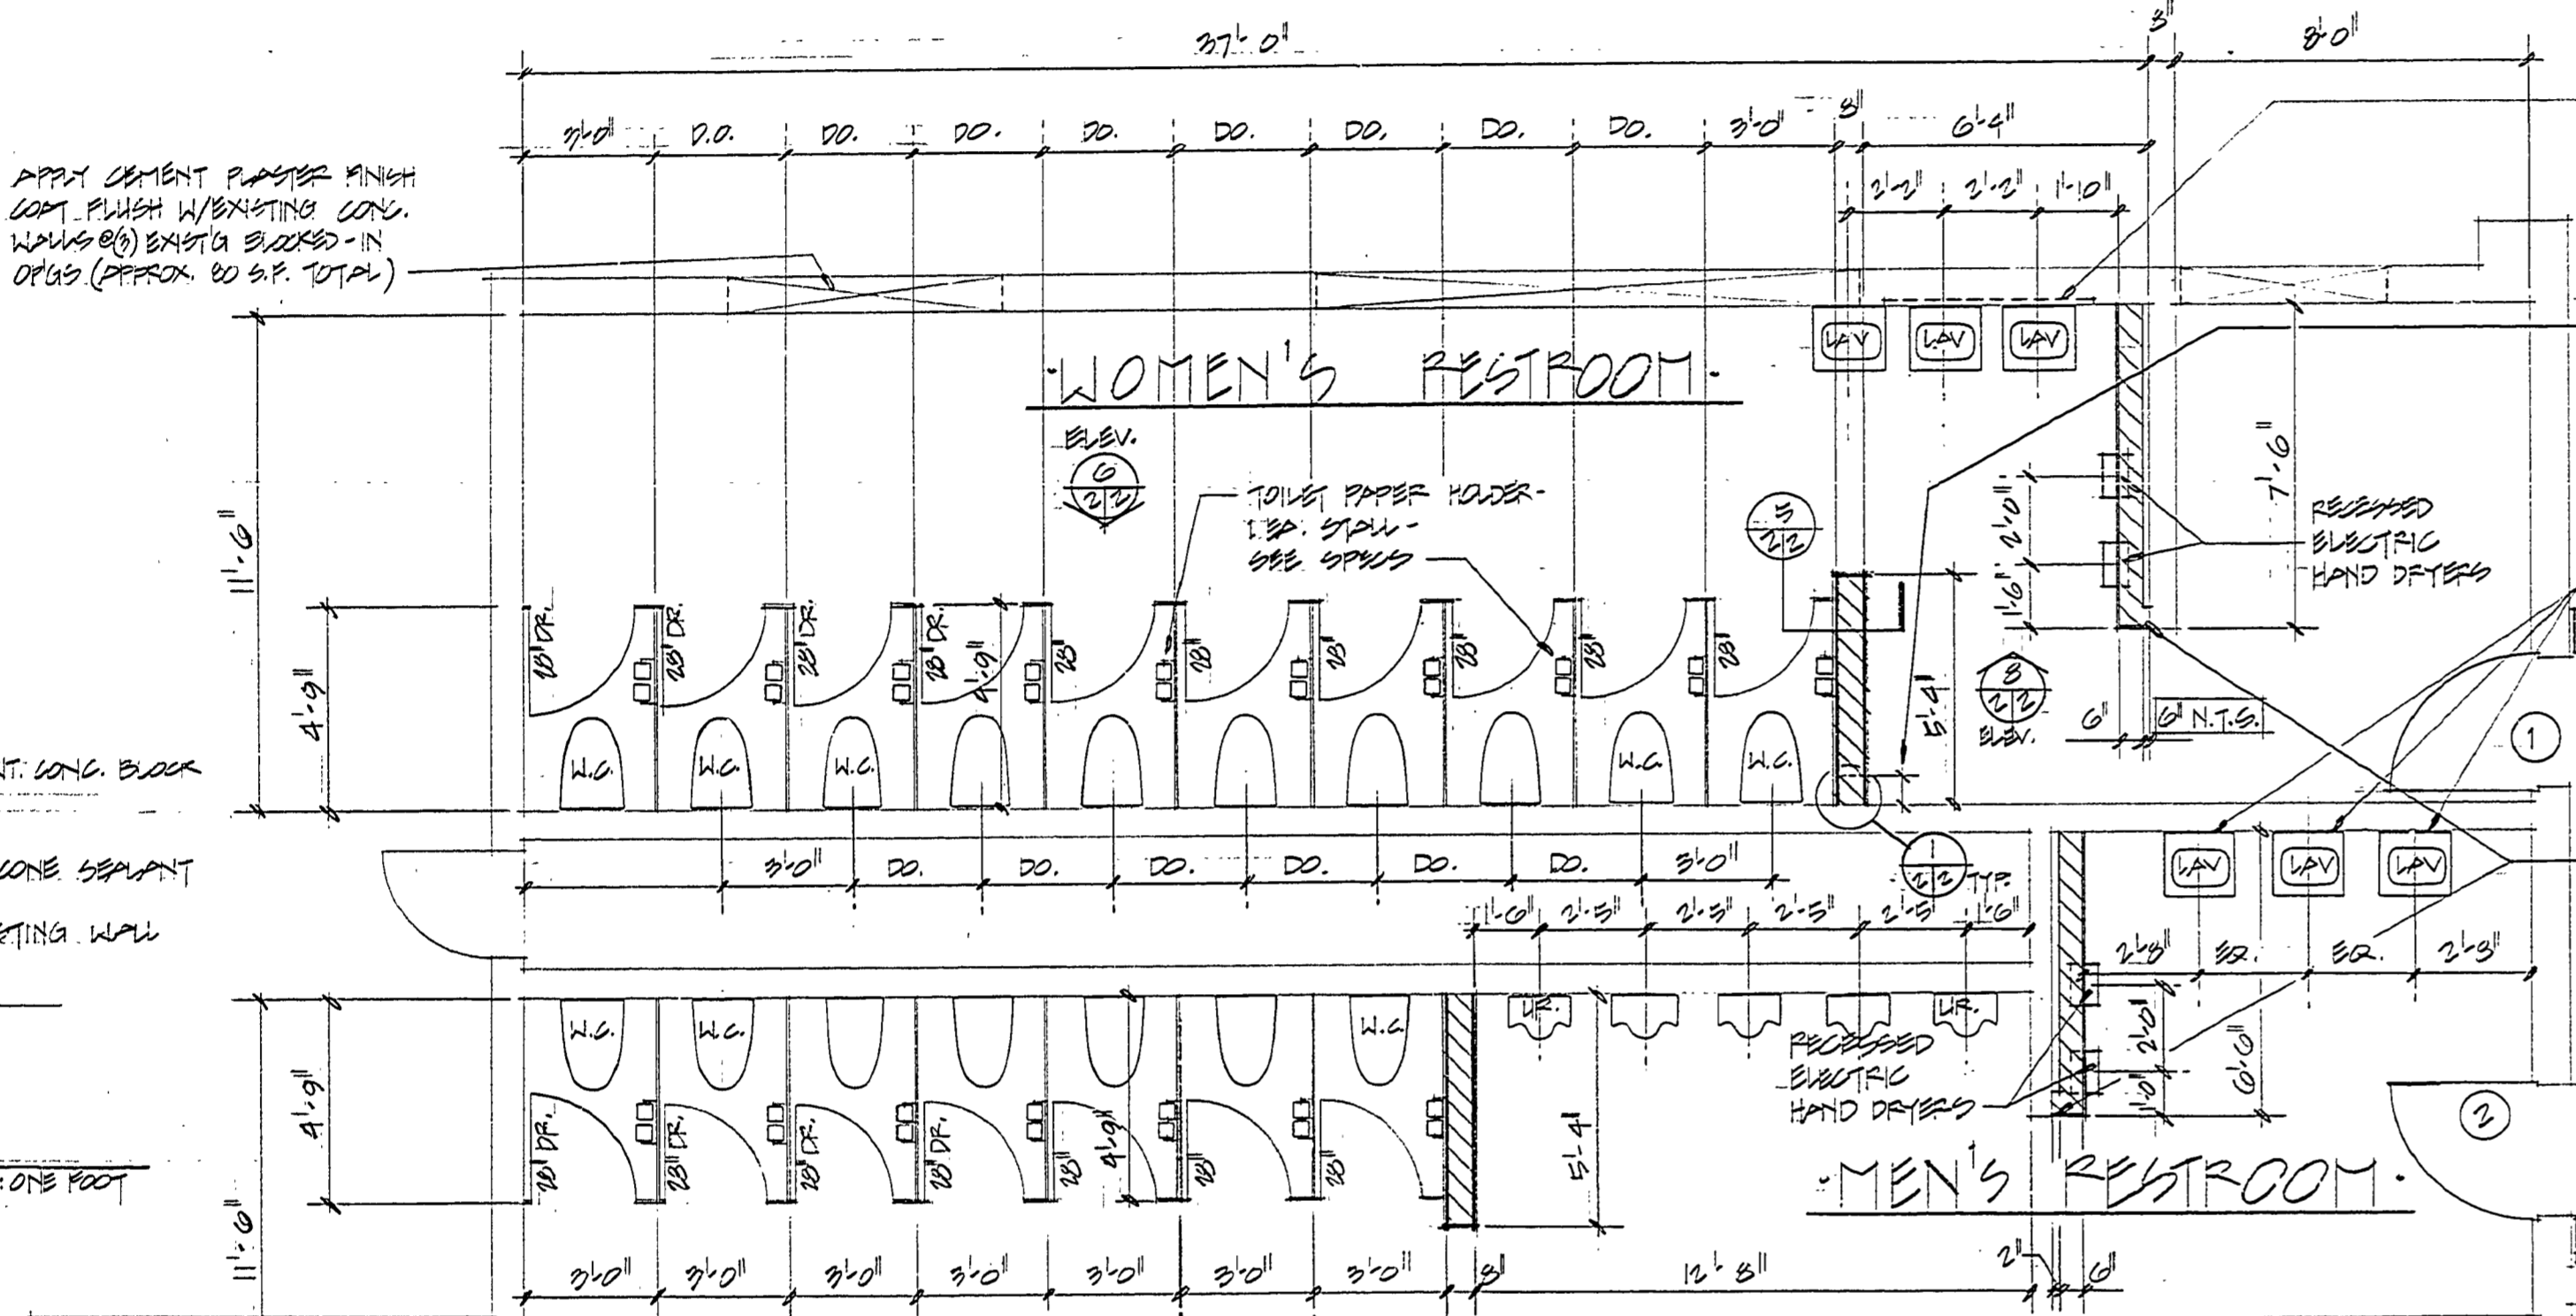 37'-0"
8"
8'-0"
3'-0"
D.O.
DO.
DO.
DO.
DO.
DO.
DO.
DO.
3'-0"
8"
6'-4"
2'-2"
2'-2"
1'-10"
APPLY CEMENT PLASTER FINISH
COAT FLUSH W/EXISTING CONC.
WALLS @(3) EXIST'G BLOCKED-IN
OP'GS (APPROX. 80 S.F. TOTAL)
LAV
LAV
LAV
·WOMEN'S RESTROOM·
ELEV.
6
2 2
TOILET PAPER HOLDER-
1 EA. STALL-
SEE SPECS
5
2 2
2'-0"
1'-6"
7'-6"
RECESSED
ELECTRIC
HAND DRYERS
11'-6"
4'-9"
28" DR.
28" DR.
28" DR.
28" DR.
4'-9"
28"
28"
28"
28"
28"
28"
5'-4"
8
2 2
ELEV.
6"
6" N.T.S.
1
W.C.
W.C.
W.C.
W.C.
W.C.
NT. CONC. BLOCK
CONE SEALANT
STING WALL
3'-0"
DO.
DO.
DO.
DO.
DO.
DO.
3'-0"
1
2 2
TYP.
LAV
LAV
LAV
1'-6"
2'-5"
2'-5"
2'-5"
2'-5"
1'-6"
2'-8"
EQ.
EQ.
2'-8"
W.C.
W.C.
W.C.
UR.
UR.
RECESSED
ELECTRIC
HAND DRYERS
2'-0"
1'-0"
6'-6"
2
4'-9"
28" DR.
28" DR.
28" DR.
28" DR.
28"
4'-9"
28"
28"
5'-4"
·MEN'S RESTROOM·
: ONE FOOT
11'-6"
3'-0"
3'-0"
3'-0"
3'-0"
3'-0"
3'-0"
3'-0"
8"
12'-8"
2"
6"